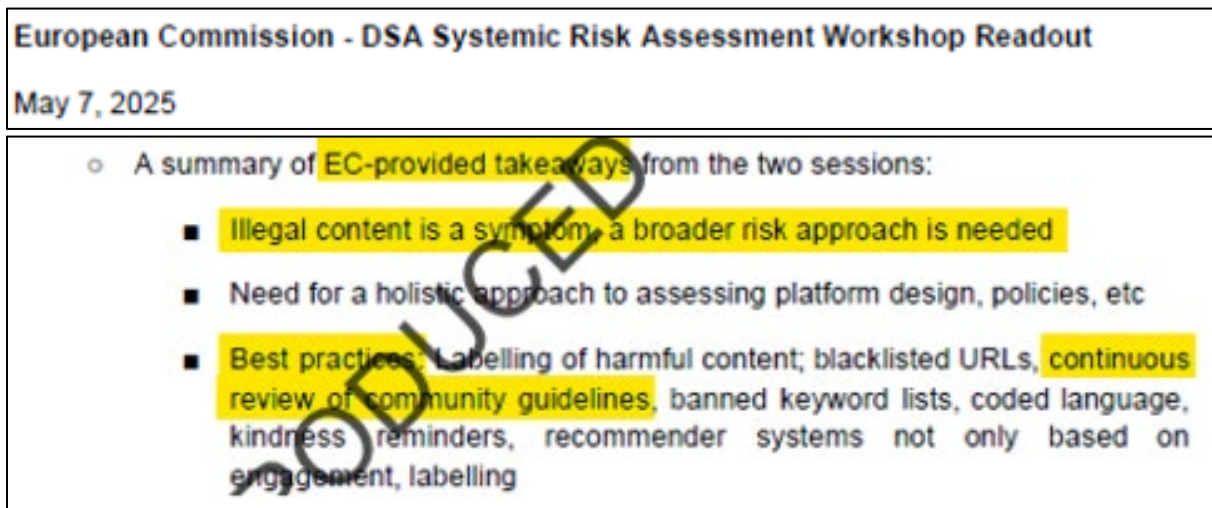 European Commission - DSA Systemic Risk Assessment Workshop Readout
May 7, 2025
○ A summary of EC-provided takeaways from the two sessions:
■ Illegal content is a symptom, a broader risk approach is needed
■ Need for a holistic approach to assessing platform design, policies, etc
■ Best practices: Labelling of harmful content; blacklisted URLs, continuous
review of community guidelines, banned keyword lists, coded language,
kindness reminders, recommender systems not only based on
engagement, labelling
ODUCED